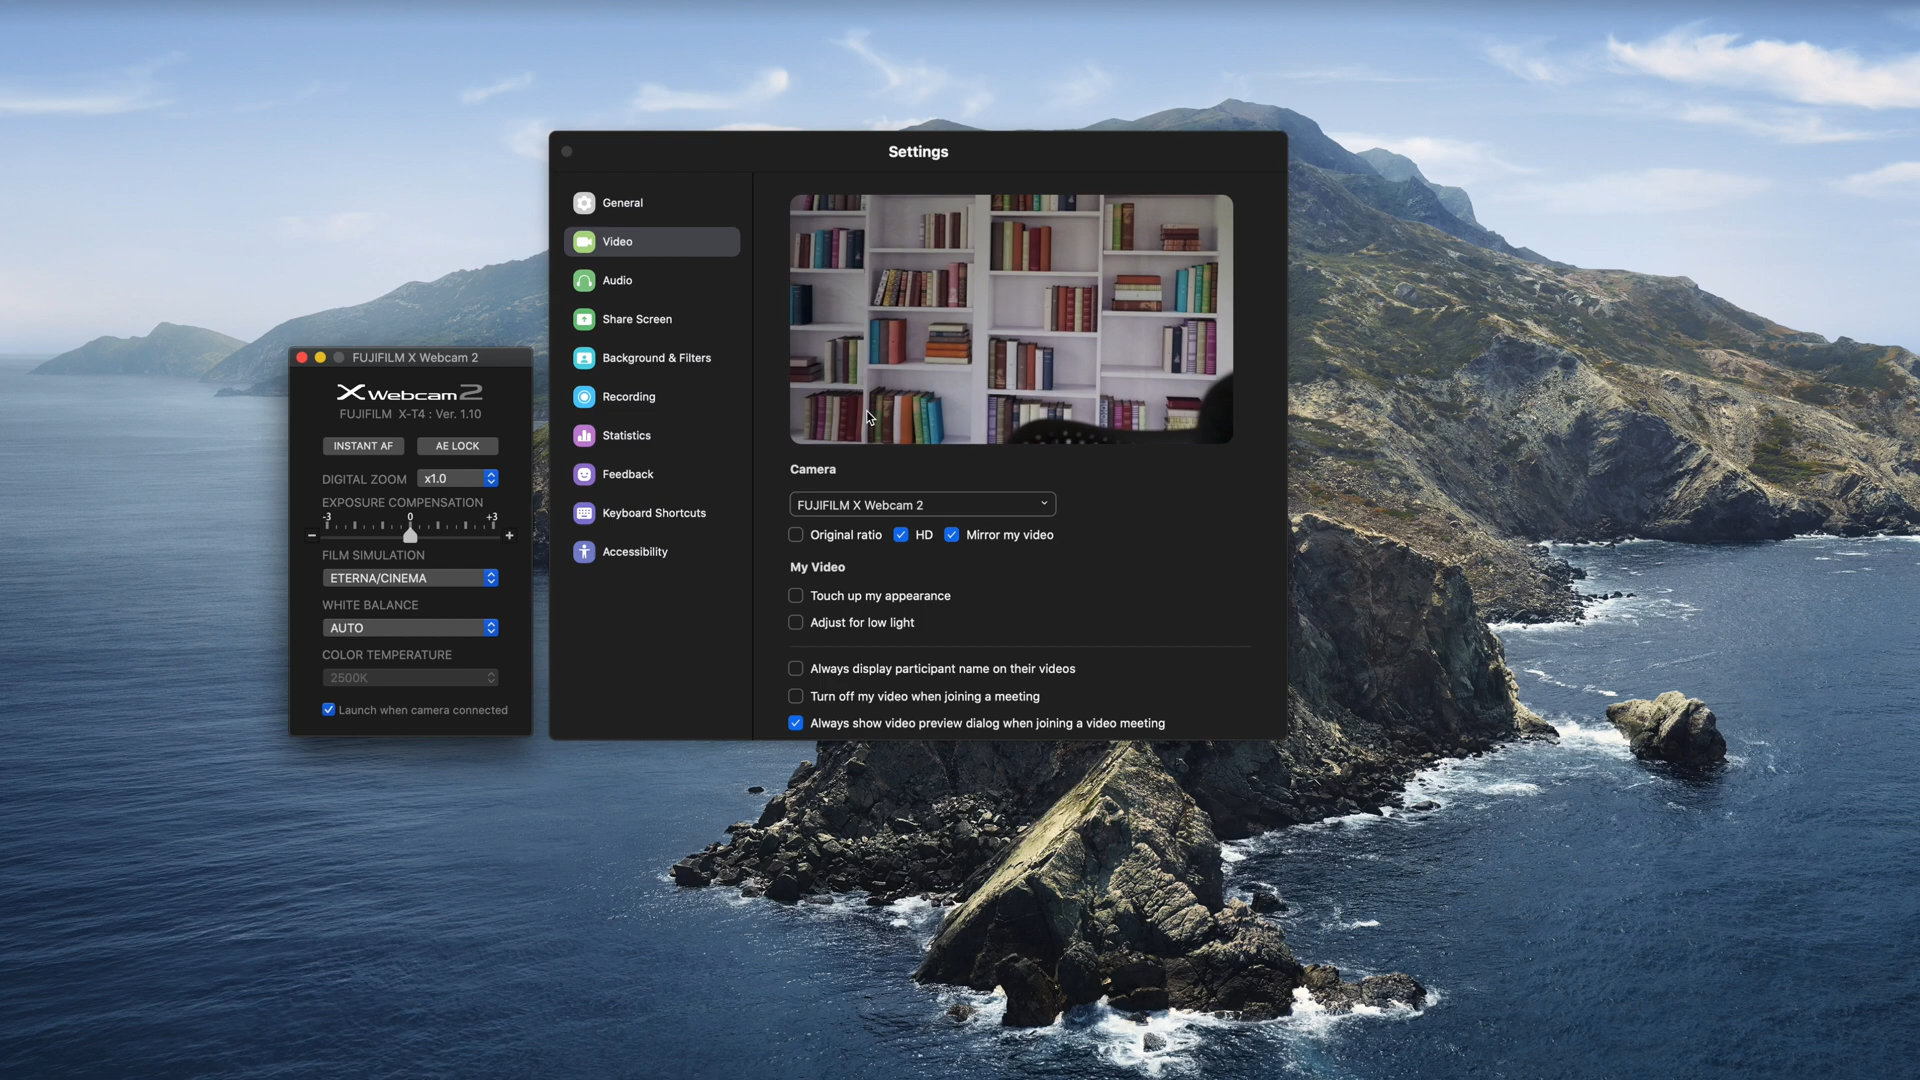 FUJIFILM X Webcam 2
X Webcam 2
FUJIFILM X-T4 : Ver. 1.10
INSTANT AF
AE LOCK
DIGITAL ZOOM
x1.0
EXPOSURE COMPENSATION
-3 0 +3
− +
FILM SIMULATION
ETERNA/CINEMA
WHITE BALANCE
AUTO
COLOR TEMPERATURE
2500K
Launch when camera connected
Settings
General
Video
Audio
Share Screen
Background & Filters
Recording
Statistics
Feedback
Keyboard Shortcuts
Accessibility
Camera
FUJIFILM X Webcam 2
Original ratio HD Mirror my video
My Video
Touch up my appearance
Adjust for low light
Always display participant name on their videos
Turn off my video when joining a meeting
Always show video preview dialog when joining a video meeting